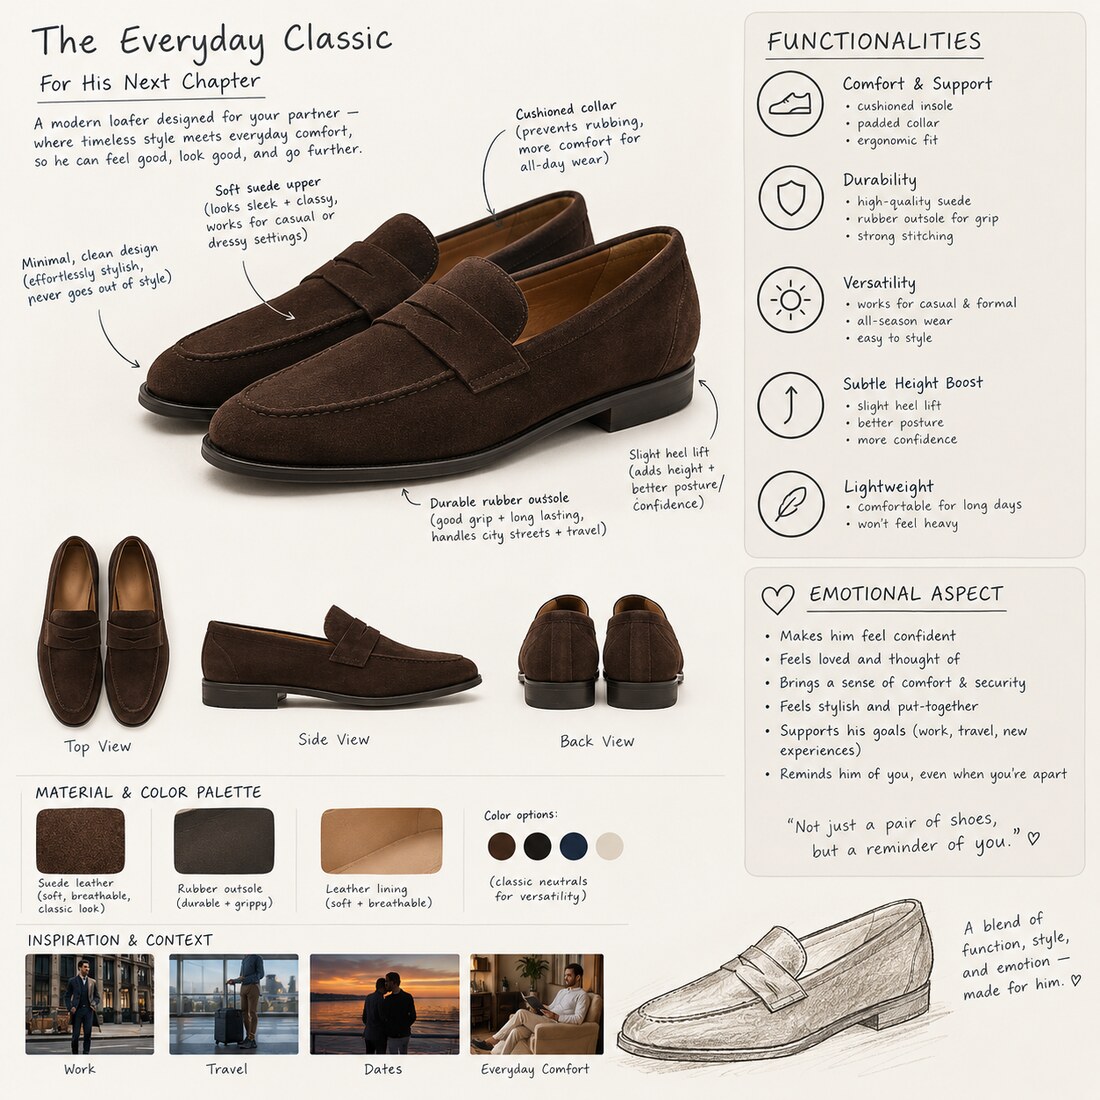 The Everyday Classic
For His Next Chapter
A modern loafer designed for your partner —
where timeless style meets everyday comfort,
so he can feel good, look good, and go further.
Cushioned collar
(prevents rubbing,
more comfort for
all-day wear)
Soft suede upper
(looks sleek + classy,
works for casual or
dressy settings)
Minimal, clean design
(effortlessly stylish,
never goes out of style)
Slight heel lift
(adds height +
better posture/
confidence)
Durable rubber outsole
(good grip + long lasting,
handles city streets + travel)
Top View
Side View
Back View
MATERIAL & COLOR PALETTE
Suede leather
(soft, breathable,
classic look)
Rubber outsole
(durable + grippy)
Leather lining
(soft + breathable)
Color options:
(classic neutrals
for versatility)
INSPIRATION & CONTEXT
Work
Travel
Dates
Everyday Comfort
FUNCTIONALITIES
Comfort & Support
• cushioned insole
• padded collar
• ergonomic fit
Durability
• high-quality suede
• rubber outsole for grip
• strong stitching
Versatility
• works for casual & formal
• all-season wear
• easy to style
Subtle Height Boost
• slight heel lift
• better posture
• more confidence
Lightweight
• comfortable for long days
• won't feel heavy
EMOTIONAL ASPECT
• Makes him feel confident
• Feels loved and thought of
• Brings a sense of comfort & security
• Feels stylish and put-together
• Supports his goals (work, travel, new
experiences)
• Reminds him of you, even when you're apart
"Not just a pair of shoes,
but a reminder of you." ♡
A blend of
function, style,
and emotion —
made for him. ♡